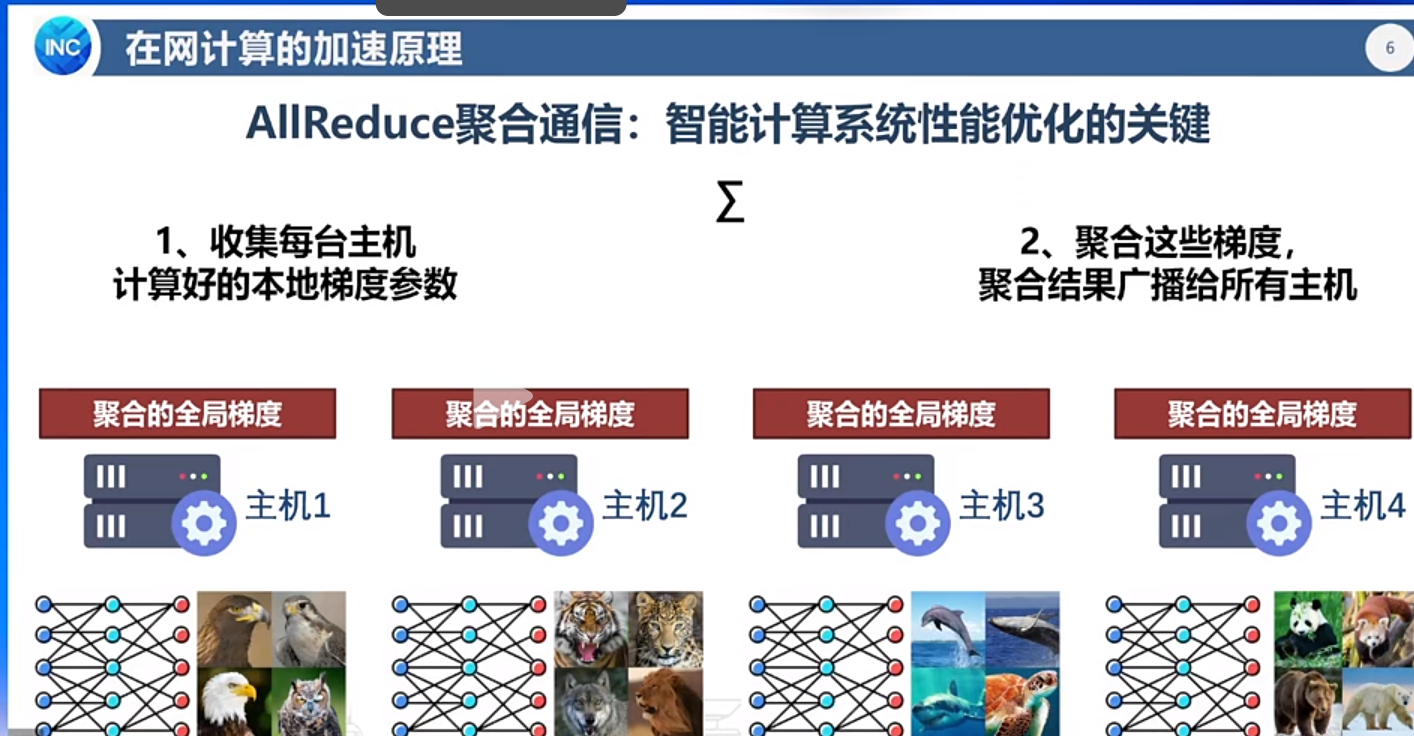 INC
在网计算的加速原理
6
AllReduce聚合通信：智能计算系统性能优化的关键
Σ
1、收集每台主机
计算好的本地梯度参数
2、聚合这些梯度，
聚合结果广播给所有主机
聚合的全局梯度
聚合的全局梯度
聚合的全局梯度
聚合的全局梯度
主机1
主机2
主机3
主机4